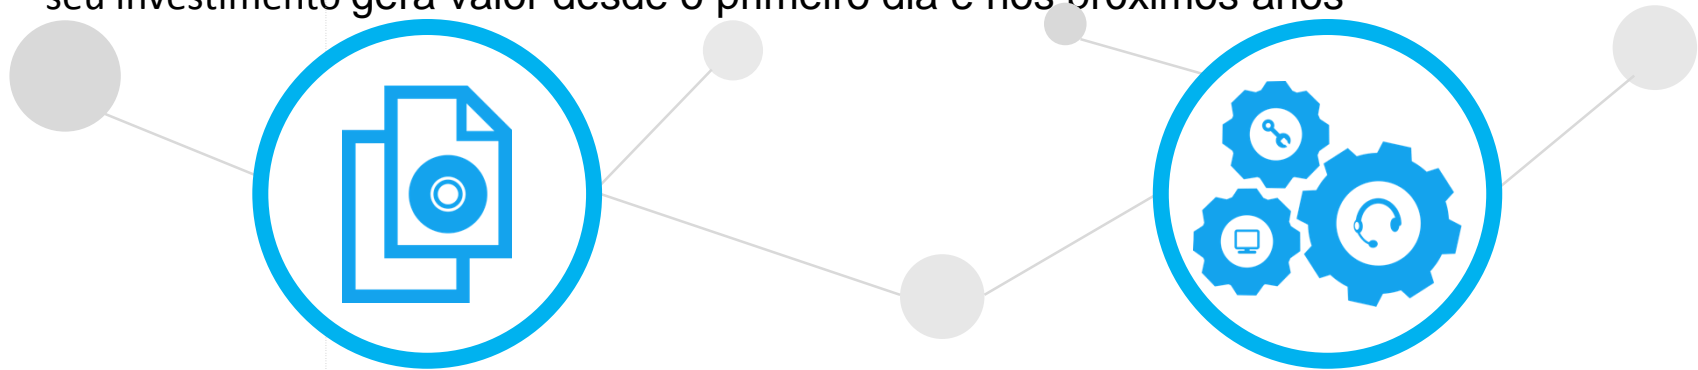 seu investimento gera valor desde o primeiro dia e nos próximos anos